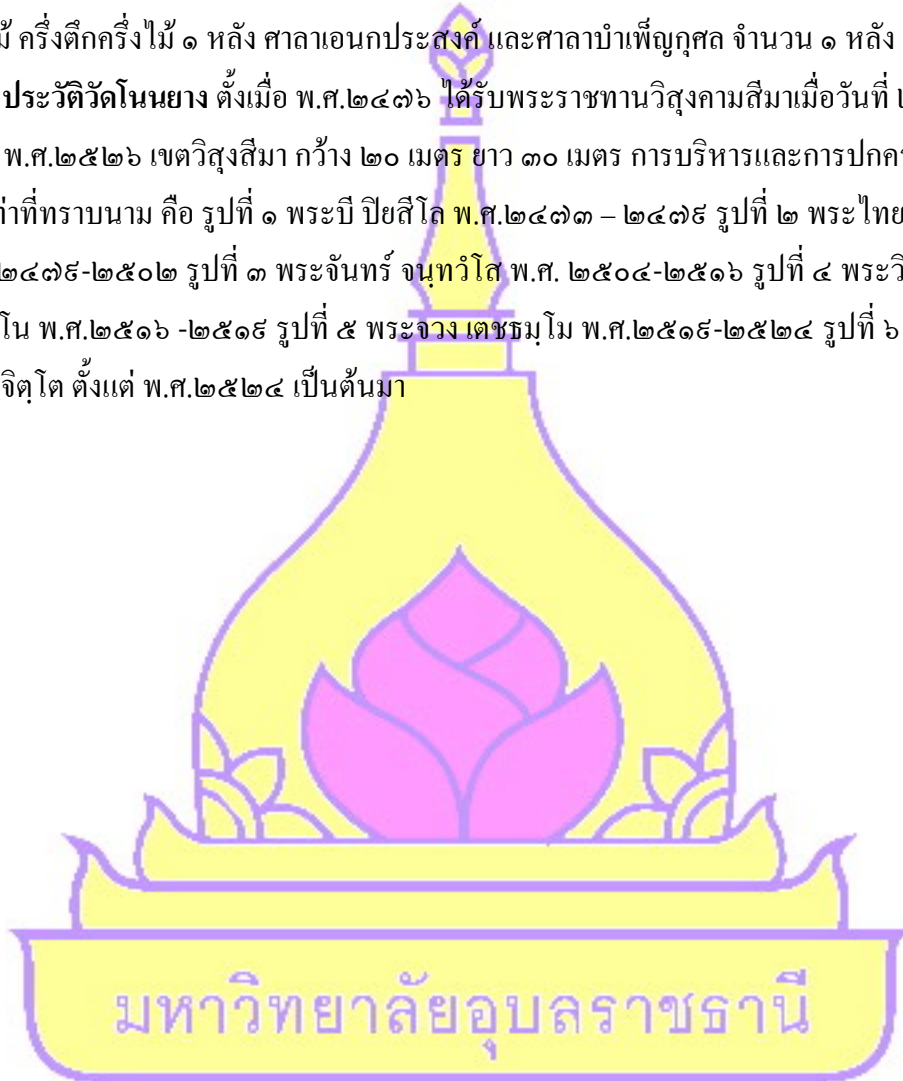 ม้ ครึ่งตึกครึ่งไม้ ๑ หลัง ศาลาเอนกประสงค์ และศาลาบำเพ็ญกุศล จำนวน ๑ หลัง
ประวัติวัดโนนยาง ตั้งเมื่อ พ.ศ.๒๔๗๖ ได้รับพระราชทานวิสุงคามสีมาเมื่อวันที่
พ.ศ.๒๕๒๖ เขตวิสุงสีมา กว้าง ๒๐ เมตร ยาว ๓๐ เมตร การบริหารและการปกคร
ท่าที่ทราบนาม คือ รูปที่ ๑ พระบี ปิยสีโล พ.ศ.๒๔๗๓ – ๒๔๗๙ รูปที่ ๒ พระไทย
๒๔๗๙-๒๕๐๒ รูปที่ ๓ พระจันทร์ จนฺทวํโส พ.ศ. ๒๕๐๔-๒๕๑๖ รูปที่ ๔ พระวิ
โน พ.ศ.๒๕๑๖ -๒๕๑๙ รูปที่ ๕ พระจวง เตชธมฺโม พ.ศ.๒๕๑๙-๒๕๒๔ รูปที่ ๖
จิตฺโต ตั้งแต่ พ.ศ.๒๕๒๔ เป็นต้นมา
มหาวิทยาลัยอุบลราชธานี